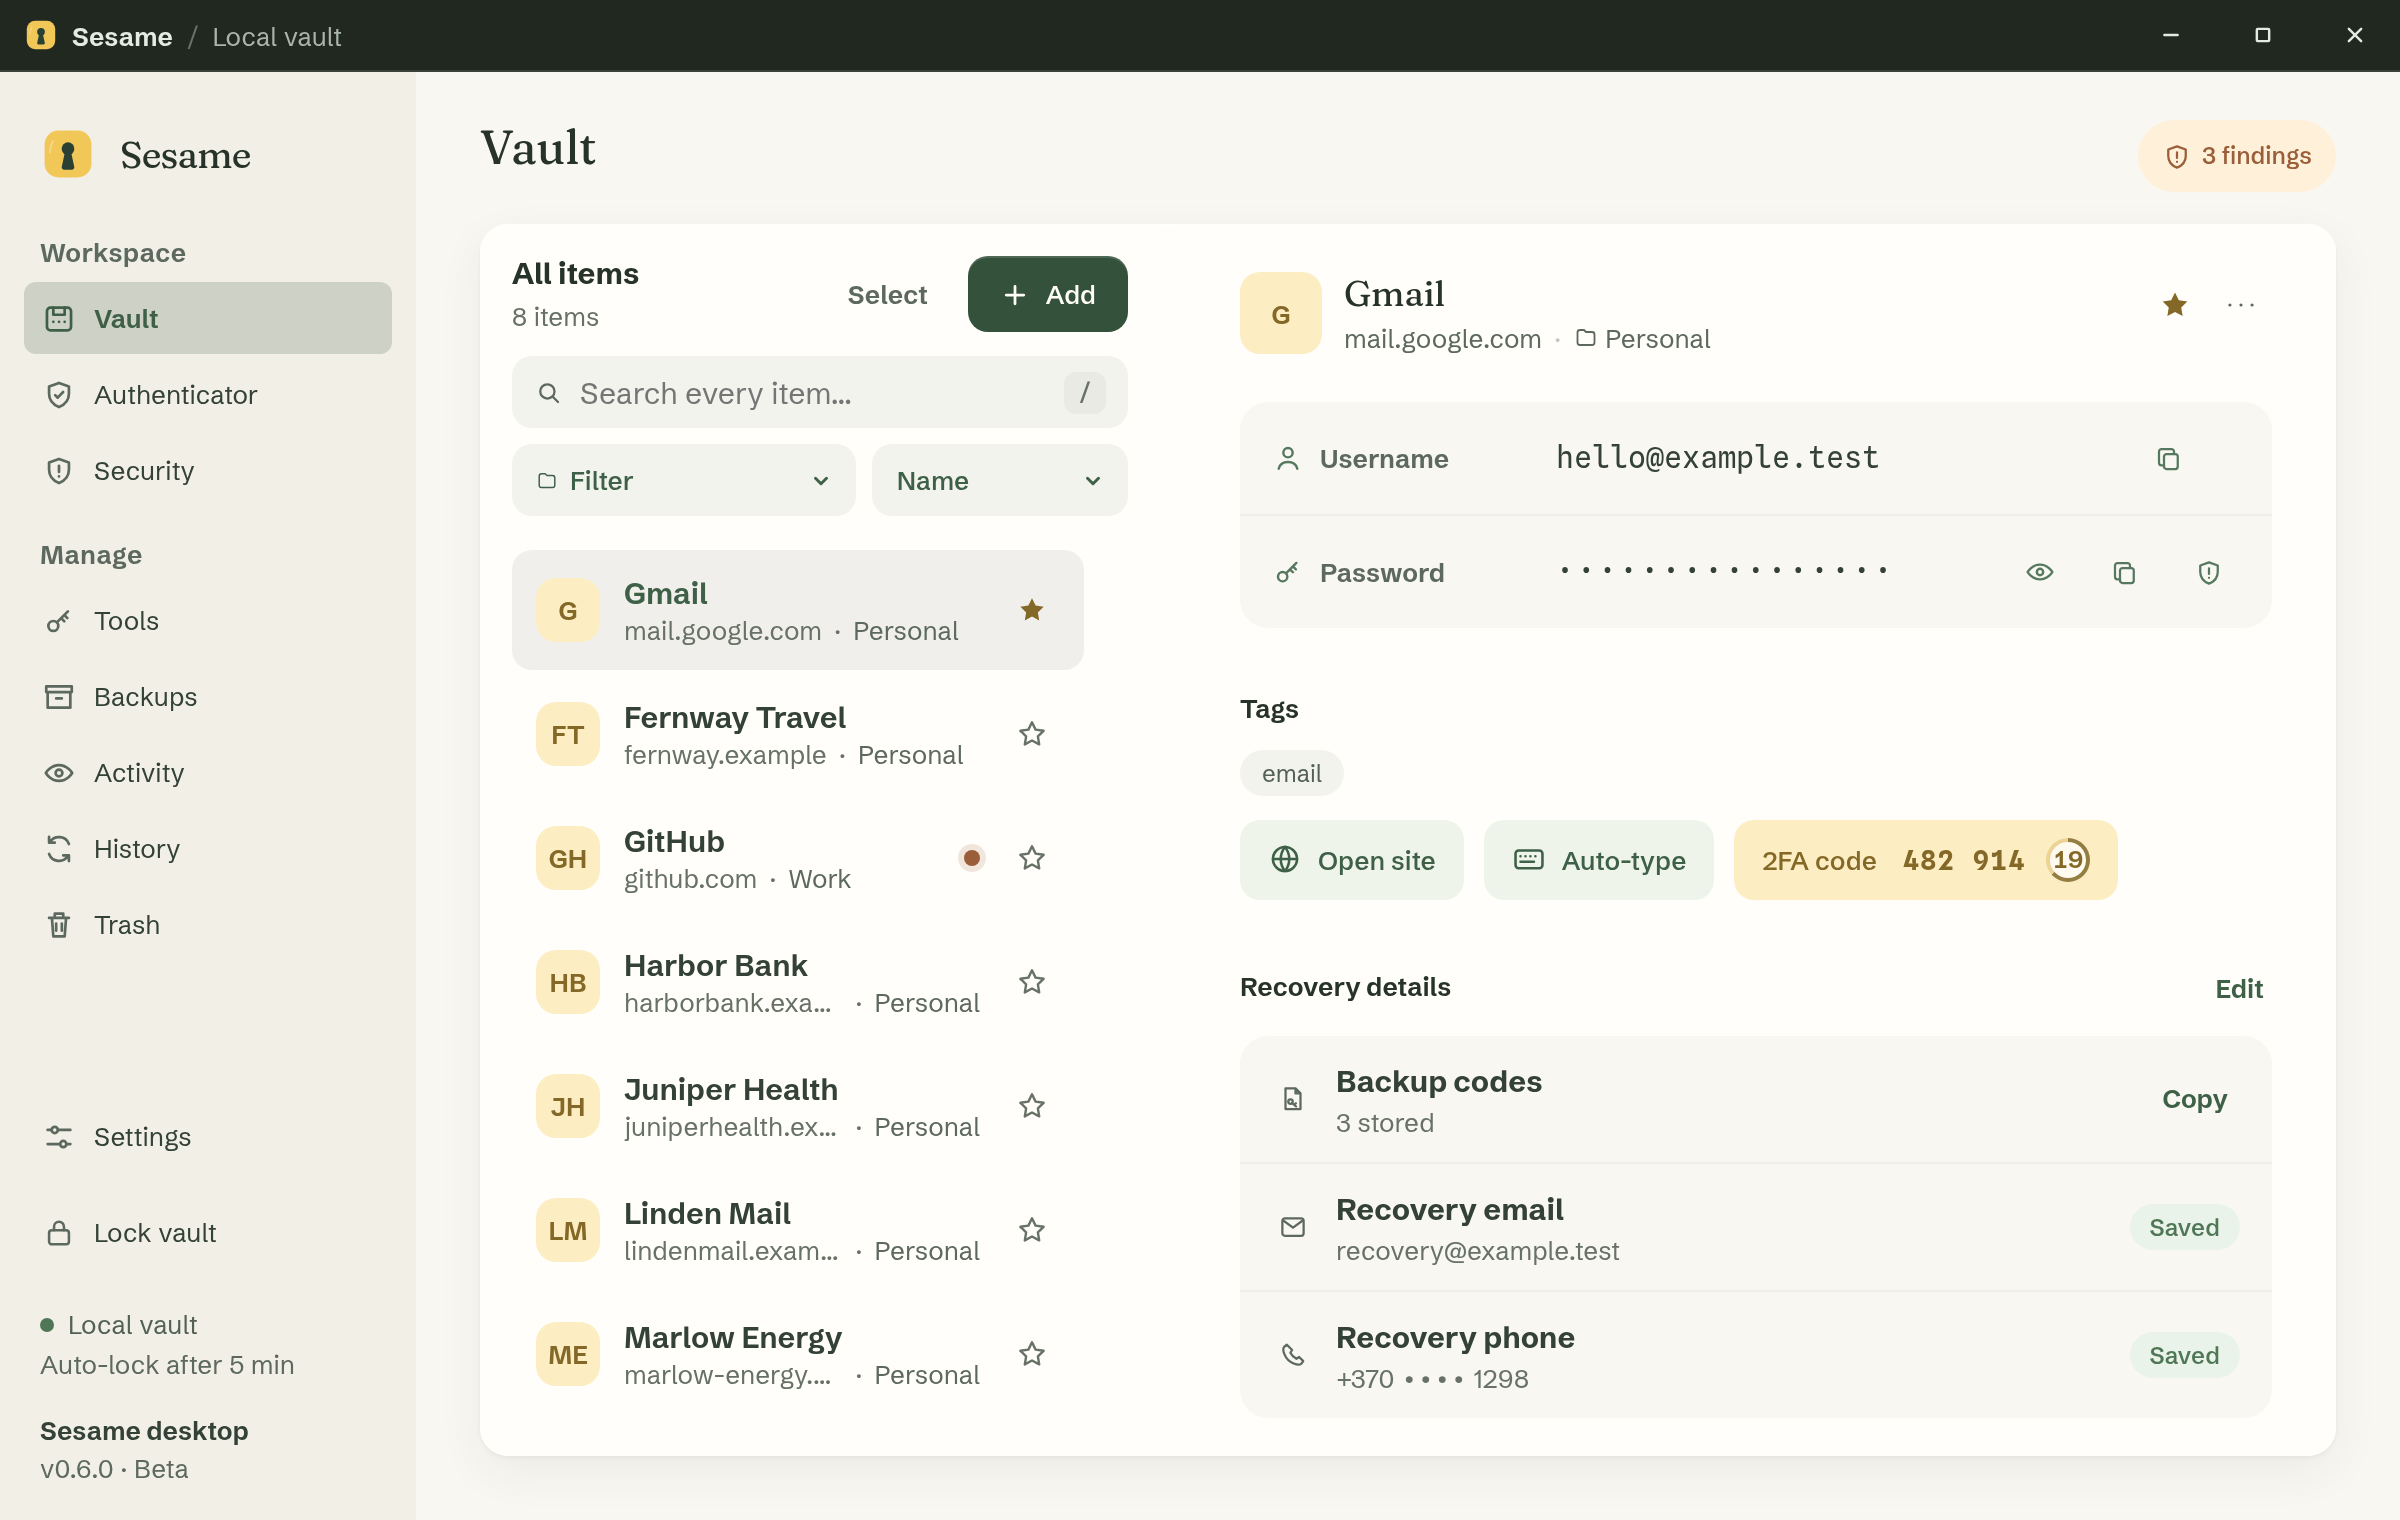 Sesame / Local vault
Sesame
Workspace
Vault
Authenticator
Security
Manage
Tools
Backups
Activity
History
Trash
Settings
Lock vault
Local vault
Auto-lock after 5 min
Sesame desktop
v0.6.0 · Beta
Vault
3 findings
All items
8 items
Select
Add
Search every item...
/
Filter
Name
G
Gmail
mail.google.com · Personal
FT
Fernway Travel
fernway.example · Personal
GH
GitHub
github.com · Work
HB
Harbor Bank
harborbank.exa... · Personal
JH
Juniper Health
juniperhealth.ex... · Personal
LM
Linden Mail
lindenmail.exam... · Personal
ME
Marlow Energy
marlow-energy.... · Personal
G
Gmail
mail.google.com · Personal
Username
hello@example.test
Password
••••••••••••••••
Tags
email
Open site
Auto-type
2FA code 482 914 19
Recovery details
Edit
Backup codes
3 stored
Copy
Recovery email
recovery@example.test
Saved
Recovery phone
+370 •••• 1298
Saved